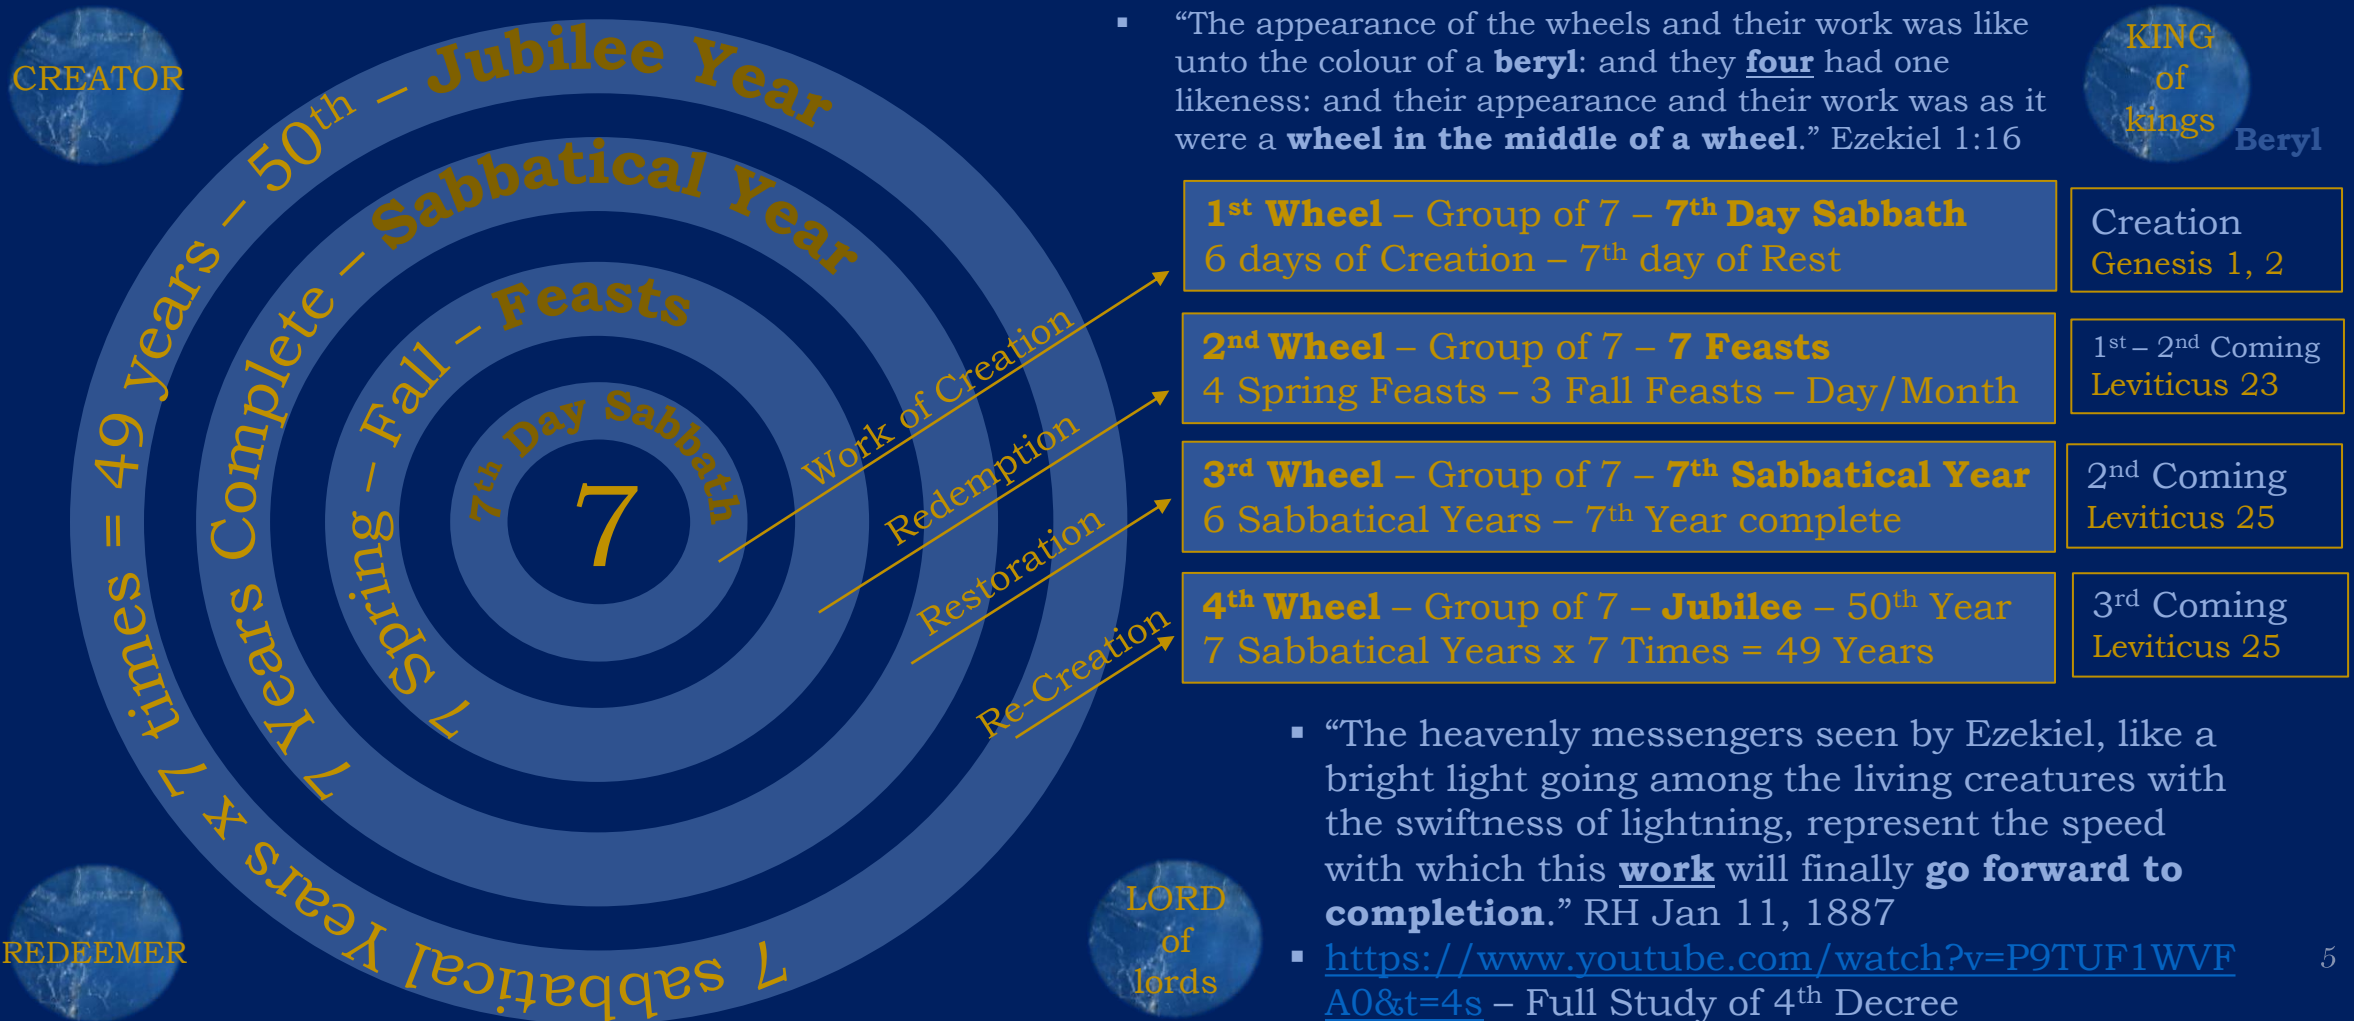 CREATOR
7 sabbatical Years x 7 times = 49 years – 50th – Jubilee Year
7 Years Complete – Sabbatical Year
7 Spring – Fall – Feasts
7th Day Sabbath
7
Work of Creation
Redemption
Restoration
Re-Creation
REDEEMER
▪ “The appearance of the wheels and their work was like
unto the colour of a beryl: and they four had one
likeness: and their appearance and their work was as it
were a wheel in the middle of a wheel.” Ezekiel 1:16
KING
of
kings
Beryl
1st Wheel – Group of 7 – 7th Day Sabbath
6 days of Creation – 7th day of Rest
Creation
Genesis 1, 2
2nd Wheel – Group of 7 – 7 Feasts
4 Spring Feasts – 3 Fall Feasts – Day/Month
1st – 2nd Coming
Leviticus 23
3rd Wheel – Group of 7 – 7th Sabbatical Year
6 Sabbatical Years – 7th Year complete
2nd Coming
Leviticus 25
4th Wheel – Group of 7 – Jubilee – 50th Year
7 Sabbatical Years x 7 Times = 49 Years
3rd Coming
Leviticus 25
▪ “The heavenly messengers seen by Ezekiel, like a
bright light going among the living creatures with
the swiftness of lightning, represent the speed
with which this work will finally go forward to
completion.” RH Jan 11, 1887
▪ https://www.youtube.com/watch?v=P9TUF1WVF
A0&t=4s – Full Study of 4th Decree
LORD
of
lords
5